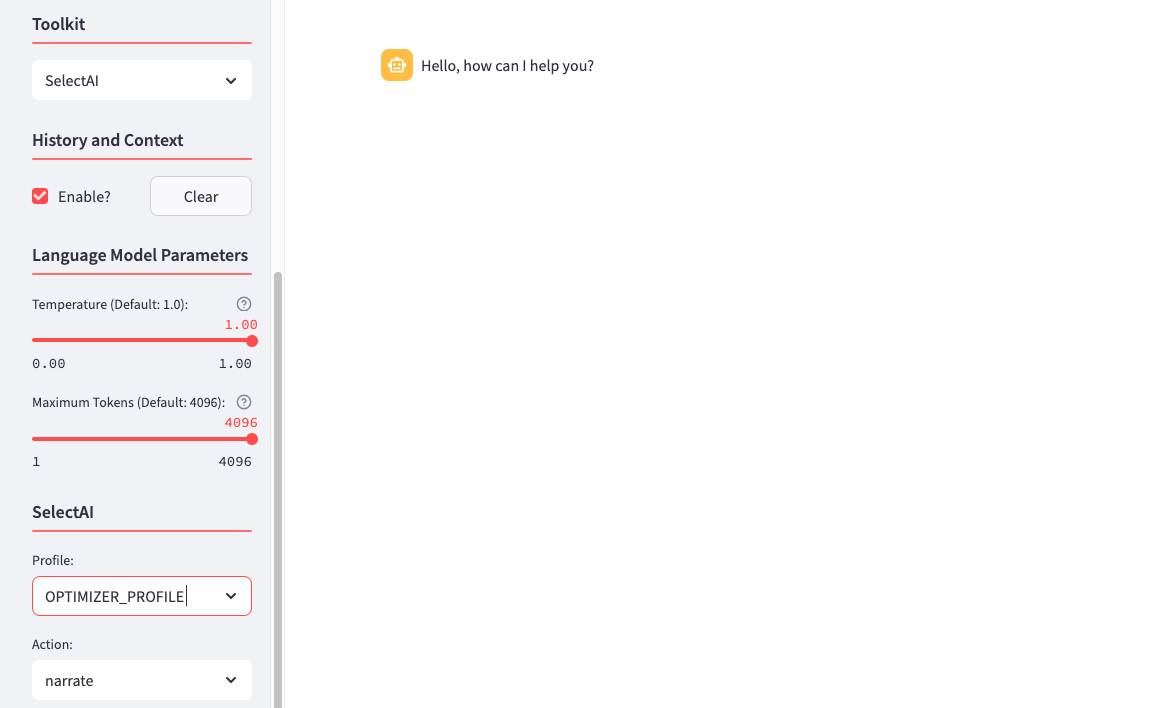 Toolkit
SelectAI
History and Context
Enable?
Clear
Language Model Parameters
Temperature (Default: 1.0):
1.00
0.00 1.00
Maximum Tokens (Default: 4096):
4096
1 4096
SelectAI
Profile:
OPTIMIZER_PROFILE
Action:
narrate
Hello, how can I help you?